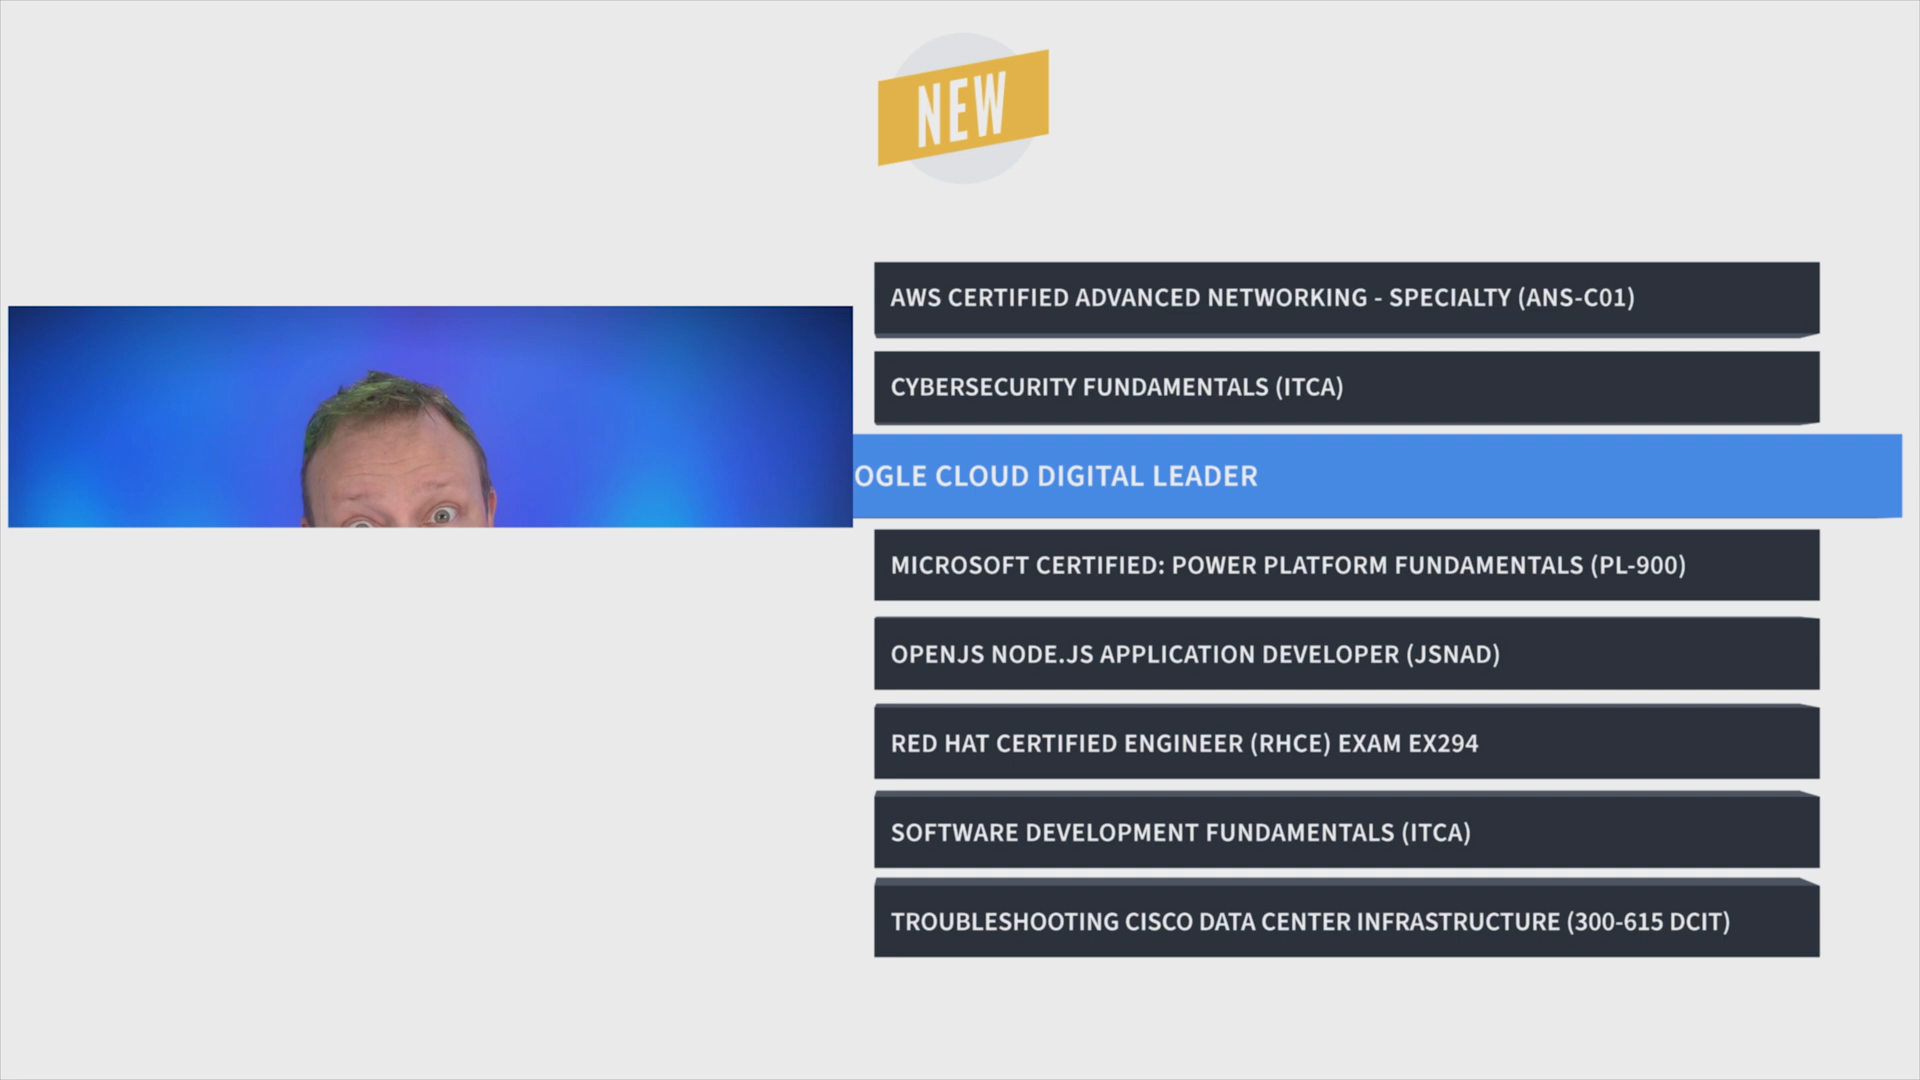 NEW
AWS CERTIFIED ADVANCED NETWORKING - SPECIALTY (ANS-C01)
CYBERSECURITY FUNDAMENTALS (ITCA)
OGLE CLOUD DIGITAL LEADER
MICROSOFT CERTIFIED: POWER PLATFORM FUNDAMENTALS (PL-900)
OPENJS NODE.JS APPLICATION DEVELOPER (JSNAD)
RED HAT CERTIFIED ENGINEER (RHCE) EXAM EX294
SOFTWARE DEVELOPMENT FUNDAMENTALS (ITCA)
TROUBLESHOOTING CISCO DATA CENTER INFRASTRUCTURE (300-615 DCIT)